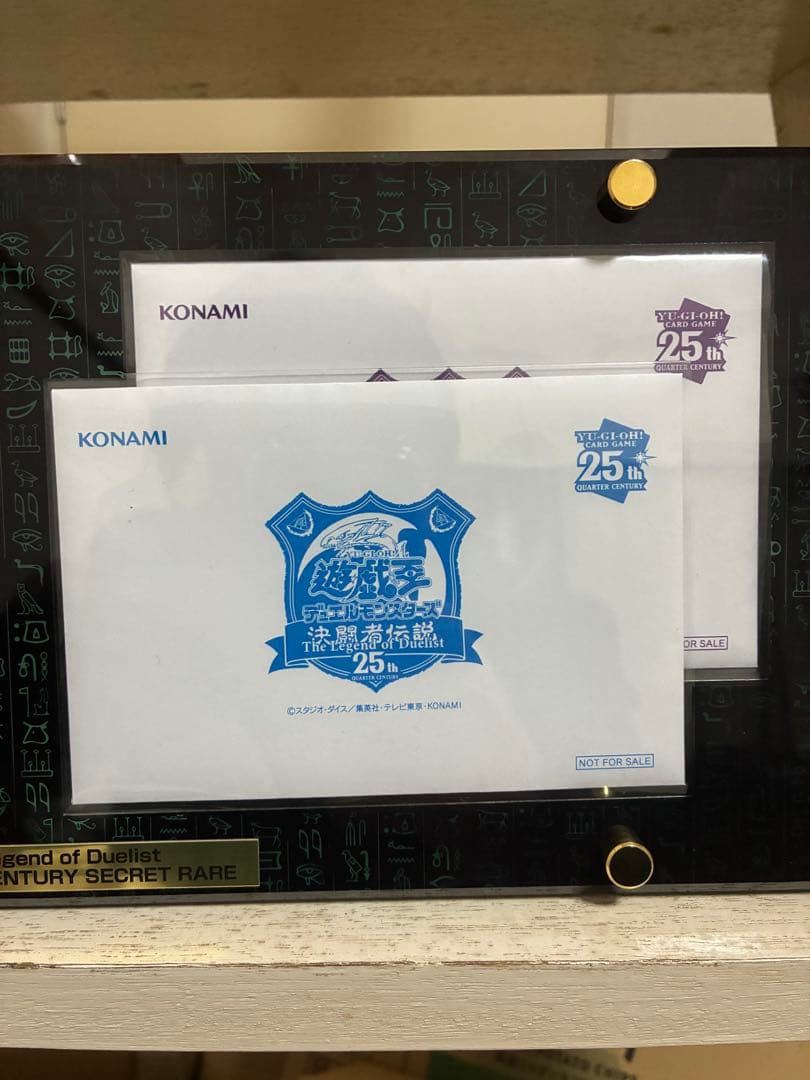 KONAMI
YU-GI-OH!
CARD GAME
25th
QUARTER CENTURY
KONAMI
YU-GI-OH!
CARD GAME
25th
QUARTER CENTURY
YU-GI-OH!
遊戯王
デュエルモンスターズ
決闘者伝説
The Legend of Duelist
25th
QUARTER CENTURY
©スタジオ・ダイス/集英社・テレビ東京・KONAMI
OR SALE
NOT FOR SALE
egend of Duelist
ENTURY SECRET RARE